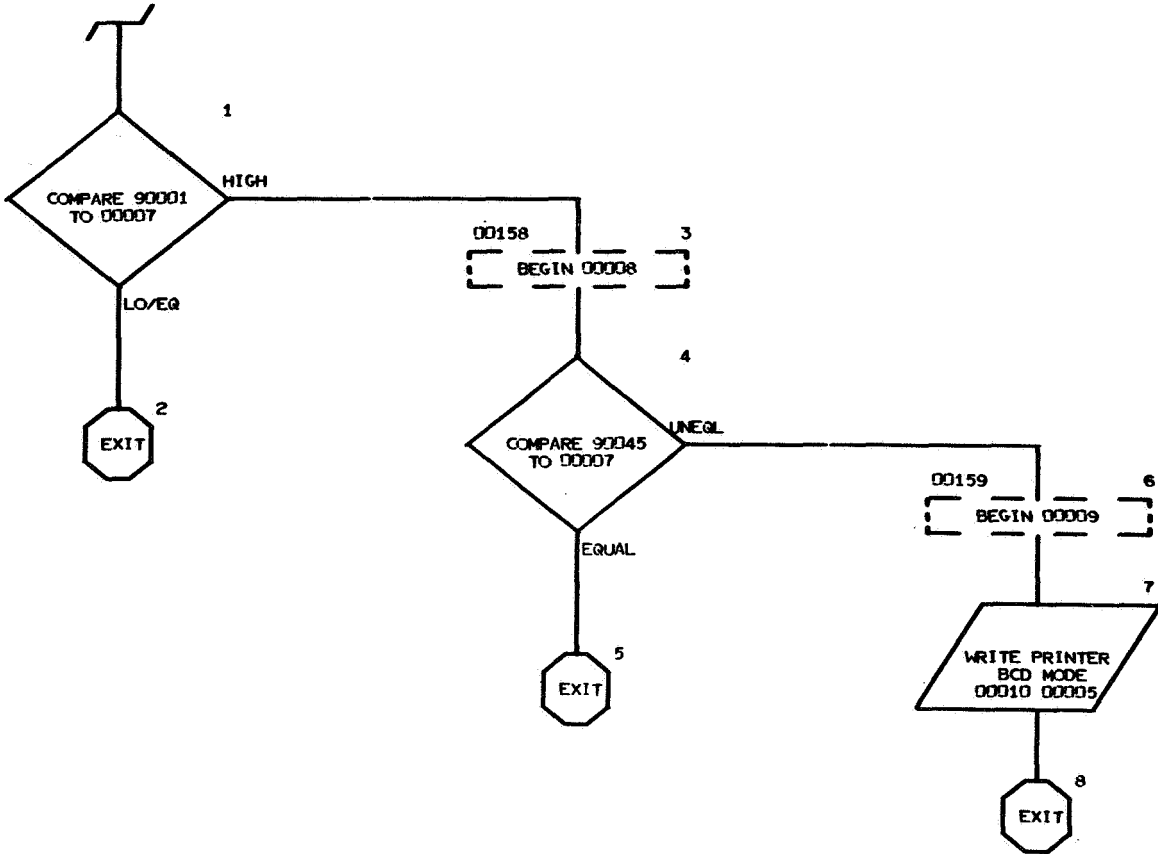 1
COMPARE 90001
TO 00007
HIGH
LO/EQ
2
EXIT
00158
3
BEGIN 00008
4
COMPARE 90045
TO 00007
UNEQL
EQUAL
5
EXIT
00159
6
BEGIN 00009
7
WRITE PRINTER
BCD MODE
00010 00005
8
EXIT